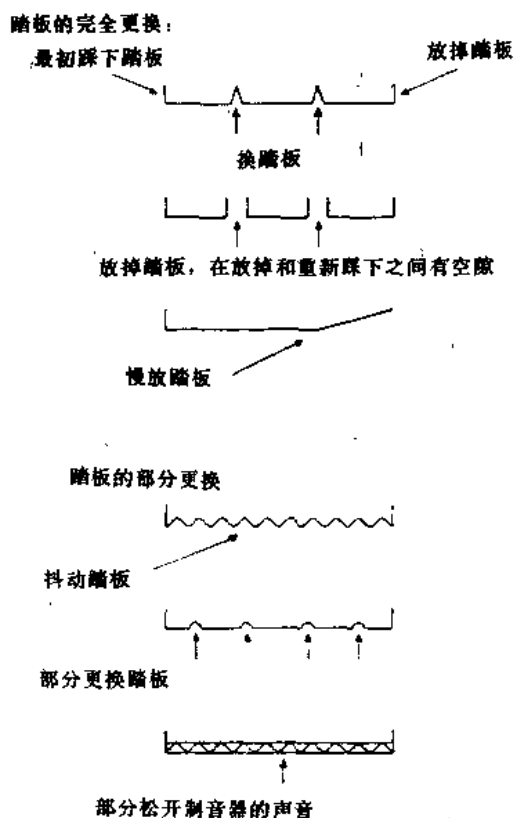 踏板的完全更换：
最初踩下踏板
放掉踏板
换踏板
放掉踏板，在放掉和重新踩下之间有空隙
慢放踏板
踏板的部分更换
抖动踏板
部分更换踏板
部分松开制音器的声音